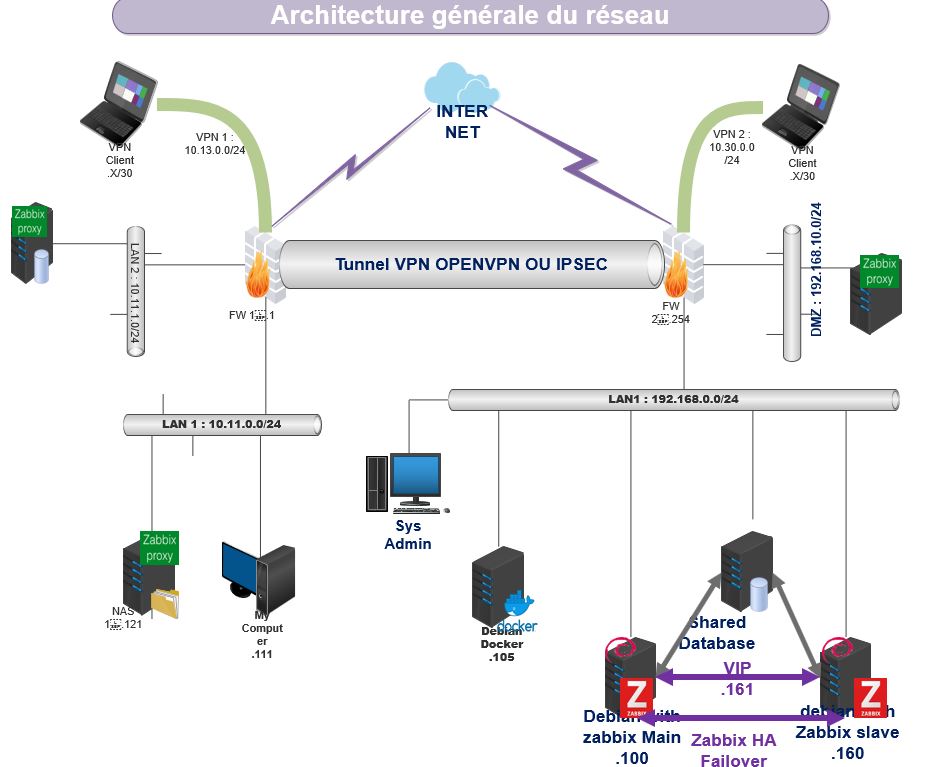 Architecture générale du réseau
INTER
NET
VPN 1 :
10.13.0.0/24
VPN
Client
.X/30
VPN 2 :
10.30.0.0
/24
VPN
Client
.X/30
Zabbix
proxy
LAN 2 : 10.11.1.0/24
Tunnel VPN OPENVPN OU IPSEC
FW 1 .1
FW
2 .254
DMZ : 192.168.10.0/24
Zabbix
proxy
LAN 1 : 10.11.0.0/24
LAN1 : 192.168.0.0/24
Sys
Admin
Zabbix
proxy
NAS
1 .121
My
Comput
er
.111
docker
Debian
Docker
.105
Shared
Database
VIP
.161
Z
ZABBIX
Z
ZABBIX
Debian with
zabbix Main
.100
Zabbix HA
Failover
debian with
Zabbix slave
.160